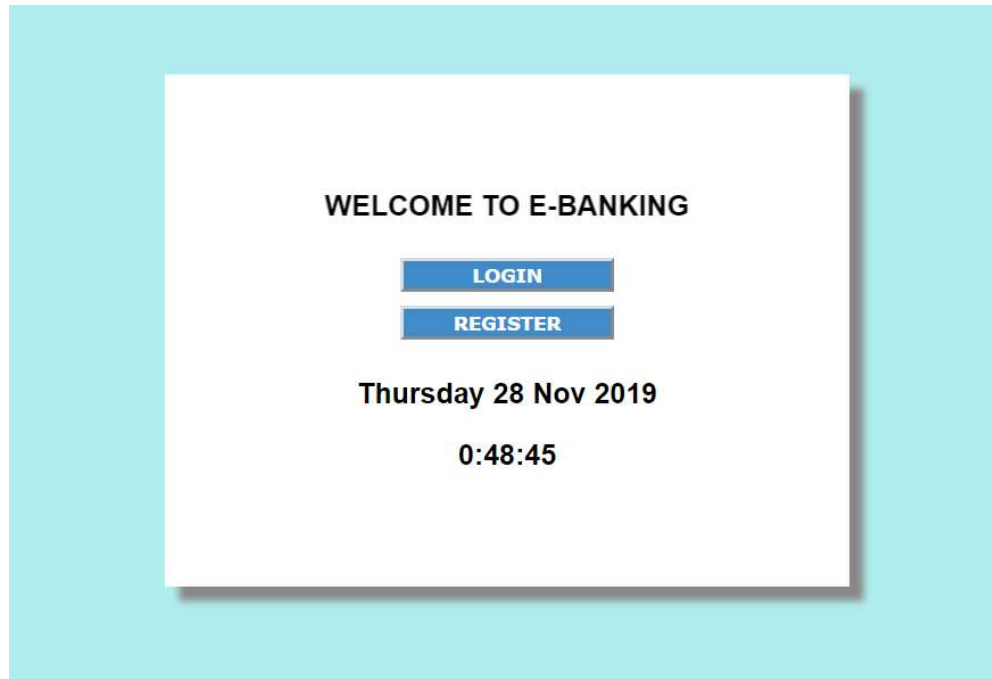 WELCOME TO E-BANKING
LOGIN
REGISTER
Thursday 28 Nov 2019
0:48:45